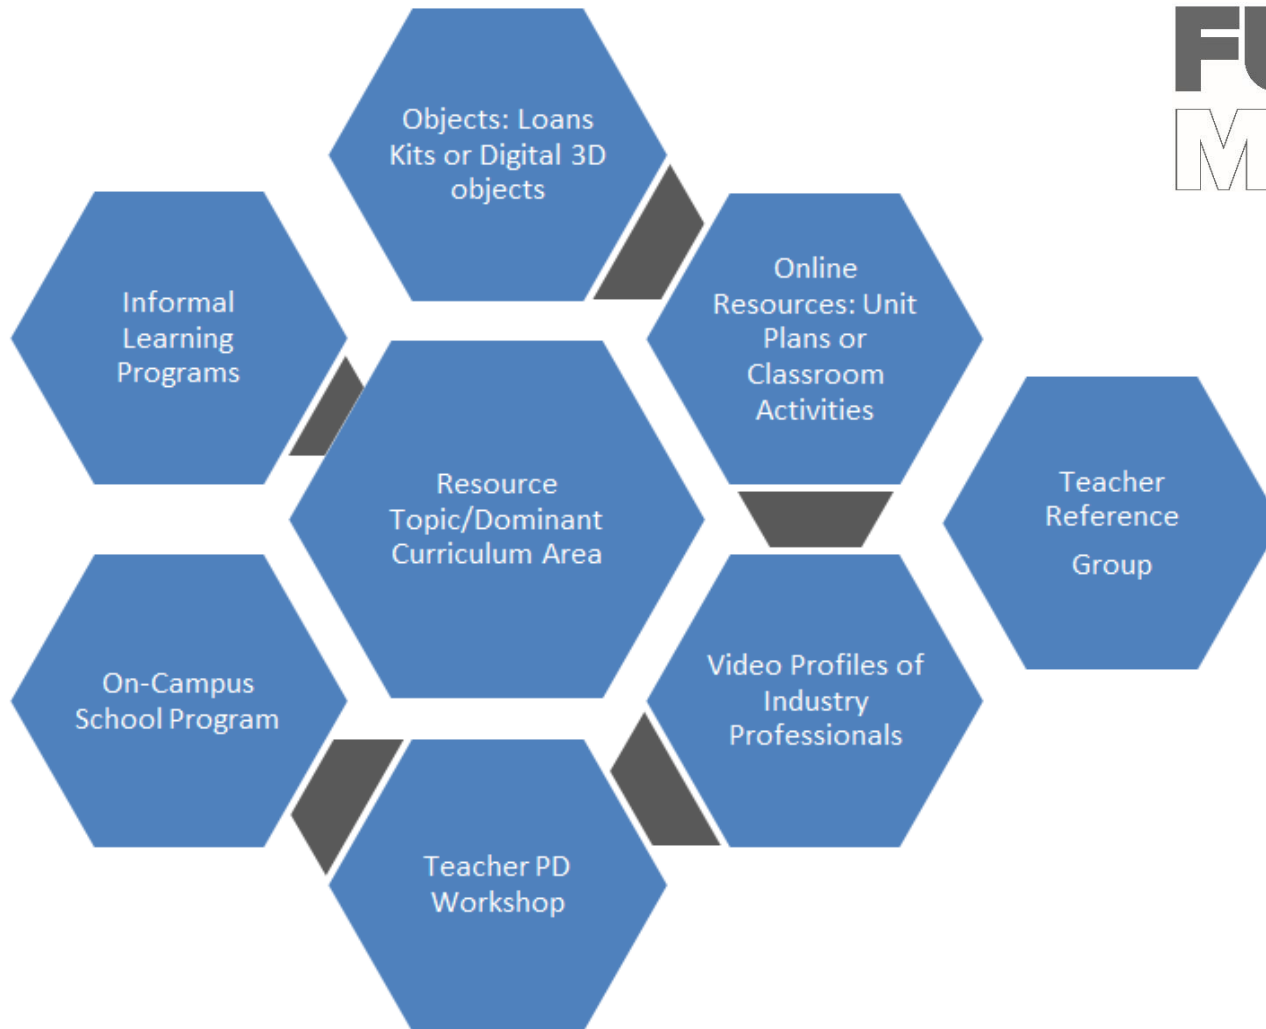 FU
M
Objects: Loans
Kits or Digital 3D
objects
Informal
Learning
Programs
Online
Resources: Unit
Plans or
Classroom
Activities
Resource
Topic/Dominant
Curriculum Area
Teacher
Reference
Group
On-Campus
School Program
Video Profiles of
Industry
Professionals
Teacher PD
Workshop